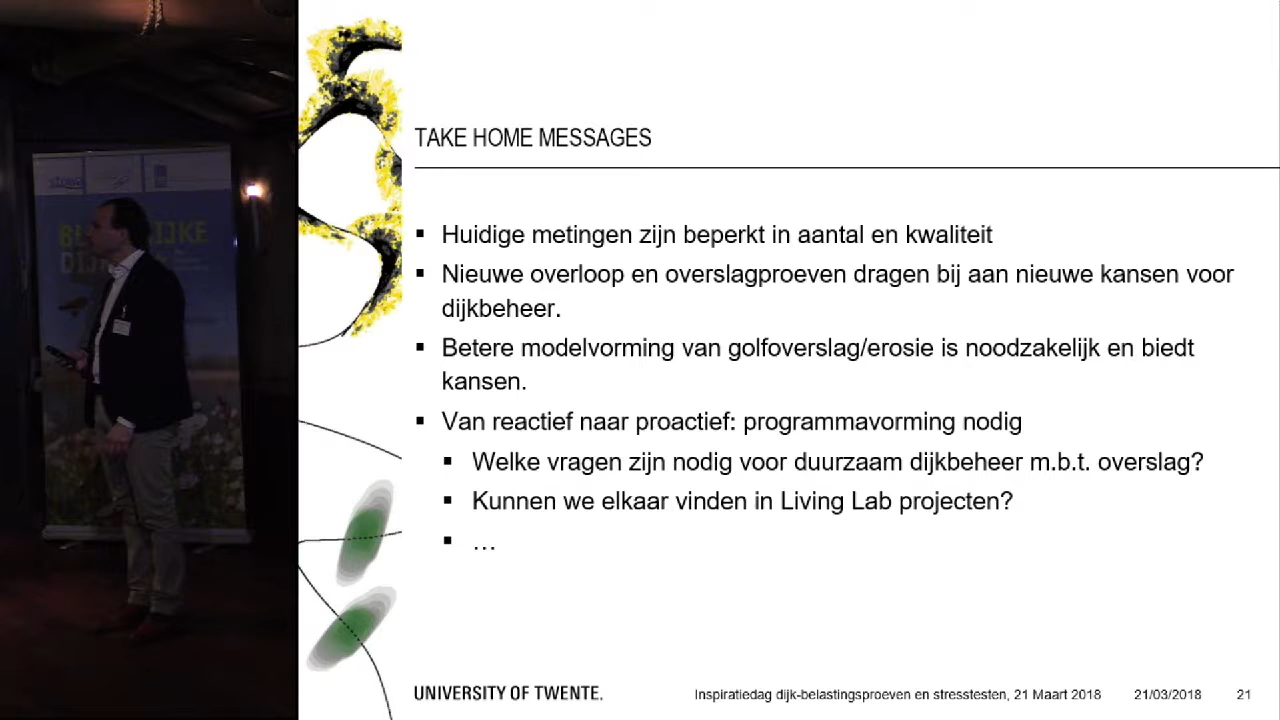 TAKE HOME MESSAGES
▪ Huidige metingen zijn beperkt in aantal en kwaliteit
▪ Nieuwe overloop en overslagproeven dragen bij aan nieuwe kansen voor
dijkbeheer.
▪ Betere modelvorming van golfoverslag/erosie is noodzakelijk en biedt
kansen.
▪ Van reactief naar proactief: programmavorming nodig
▪ Welke vragen zijn nodig voor duurzaam dijkbeheer m.b.t. overslag?
▪ Kunnen we elkaar vinden in Living Lab projecten?
▪ …
UNIVERSITY OF TWENTE. Inspiratiedag dijk-belastingsproeven en stresstesten, 21 Maart 2018 21/03/2018 21